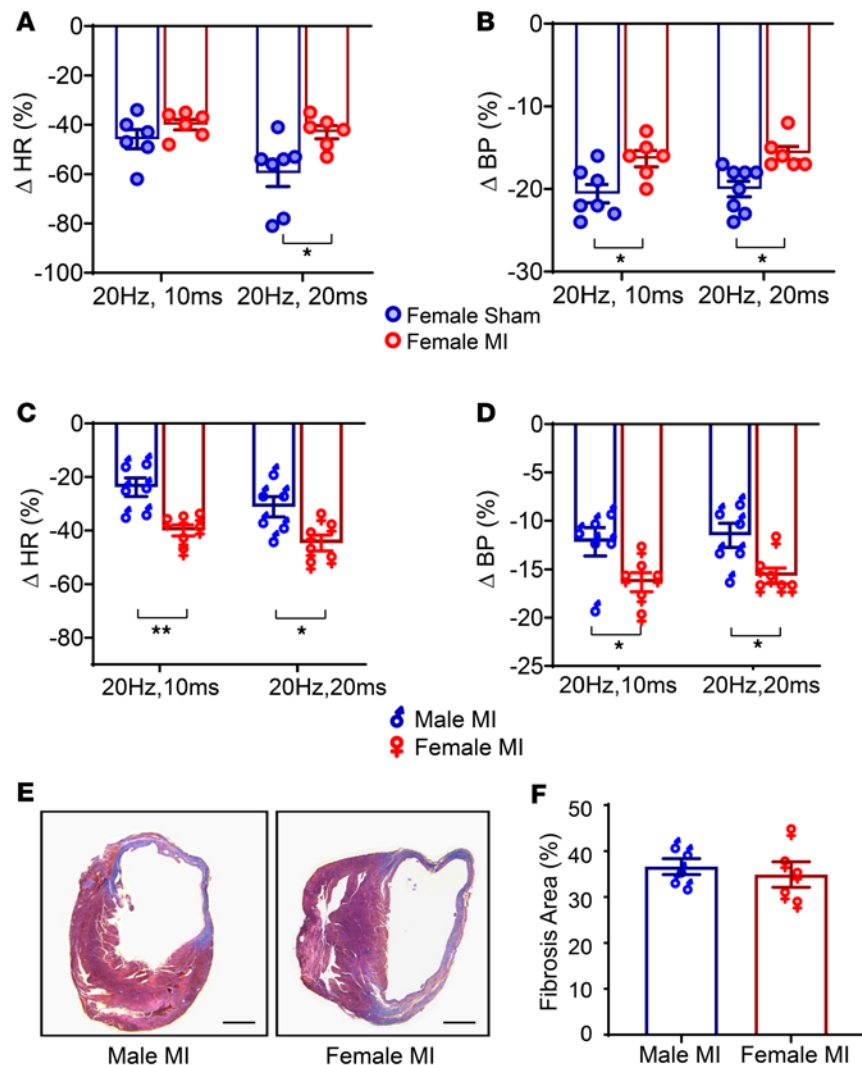 A
0
-20
-40
-60
-80
-100
Δ HR (%)
*
20Hz, 10ms
20Hz, 20ms
B
0
-10
-20
-30
Δ BP (%)
*
*
20Hz, 10ms
20Hz, 20ms
Female Sham
Female MI
C
0
-20
-40
-60
-80
Δ HR (%)
**
*
20Hz,10ms
20Hz,20ms
D
0
-5
-10
-15
-20
-25
Δ BP (%)
*
*
20Hz,10ms
20Hz,20ms
Male MI
Female MI
E
Male MI
Female MI
F
50
40
30
20
10
0
Fibrosis Area (%)
Male MI
Female MI